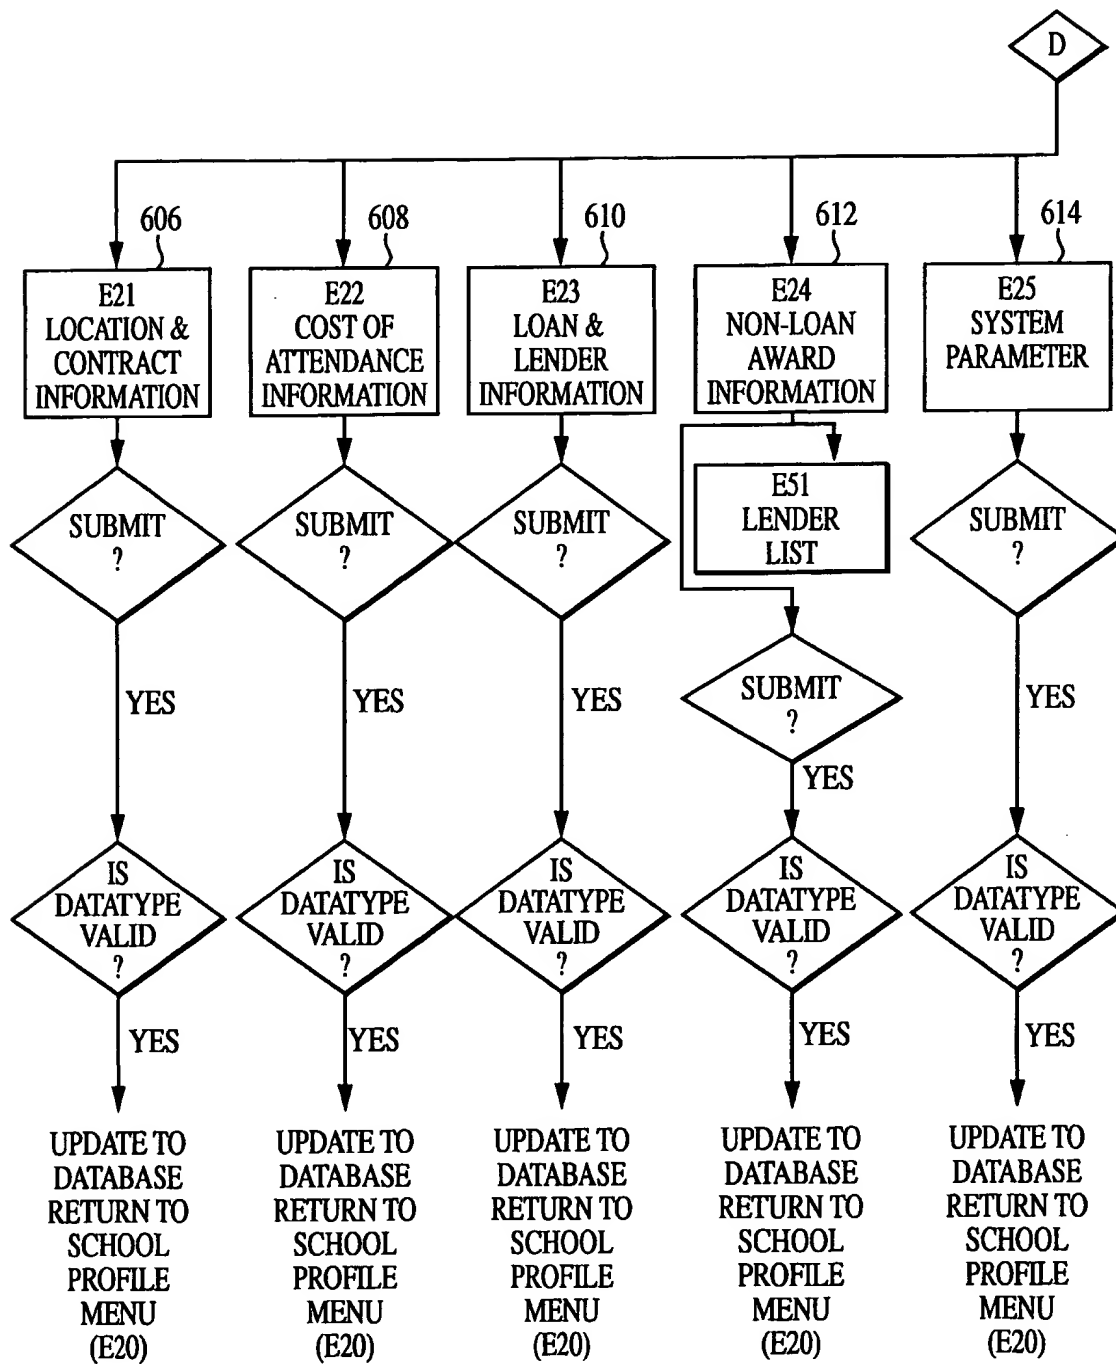 D
606
608
610
612
614
E21
LOCATION &
CONTRACT
INFORMATION
E22
COST OF
ATTENDANCE
INFORMATION
E23
LOAN &
LENDER
INFORMATION
E24
NON-LOAN
AWARD
INFORMATION
E25
SYSTEM
PARAMETER
E51
LENDER
LIST
SUBMIT
?
SUBMIT
?
SUBMIT
?
SUBMIT
?
SUBMIT
?
YES
YES
YES
YES
YES
IS
DATATYPE
VALID
?
IS
DATATYPE
VALID
?
IS
DATATYPE
VALID
?
IS
DATATYPE
VALID
?
IS
DATATYPE
VALID
?
YES
YES
YES
YES
YES
UPDATE TO
DATABASE
RETURN TO
SCHOOL
PROFILE
MENU
(E20)
UPDATE TO
DATABASE
RETURN TO
SCHOOL
PROFILE
MENU
(E20)
UPDATE TO
DATABASE
RETURN TO
SCHOOL
PROFILE
MENU
(E20)
UPDATE TO
DATABASE
RETURN TO
SCHOOL
PROFILE
MENU
(E20)
UPDATE TO
DATABASE
RETURN TO
SCHOOL
PROFILE
MENU
(E20)